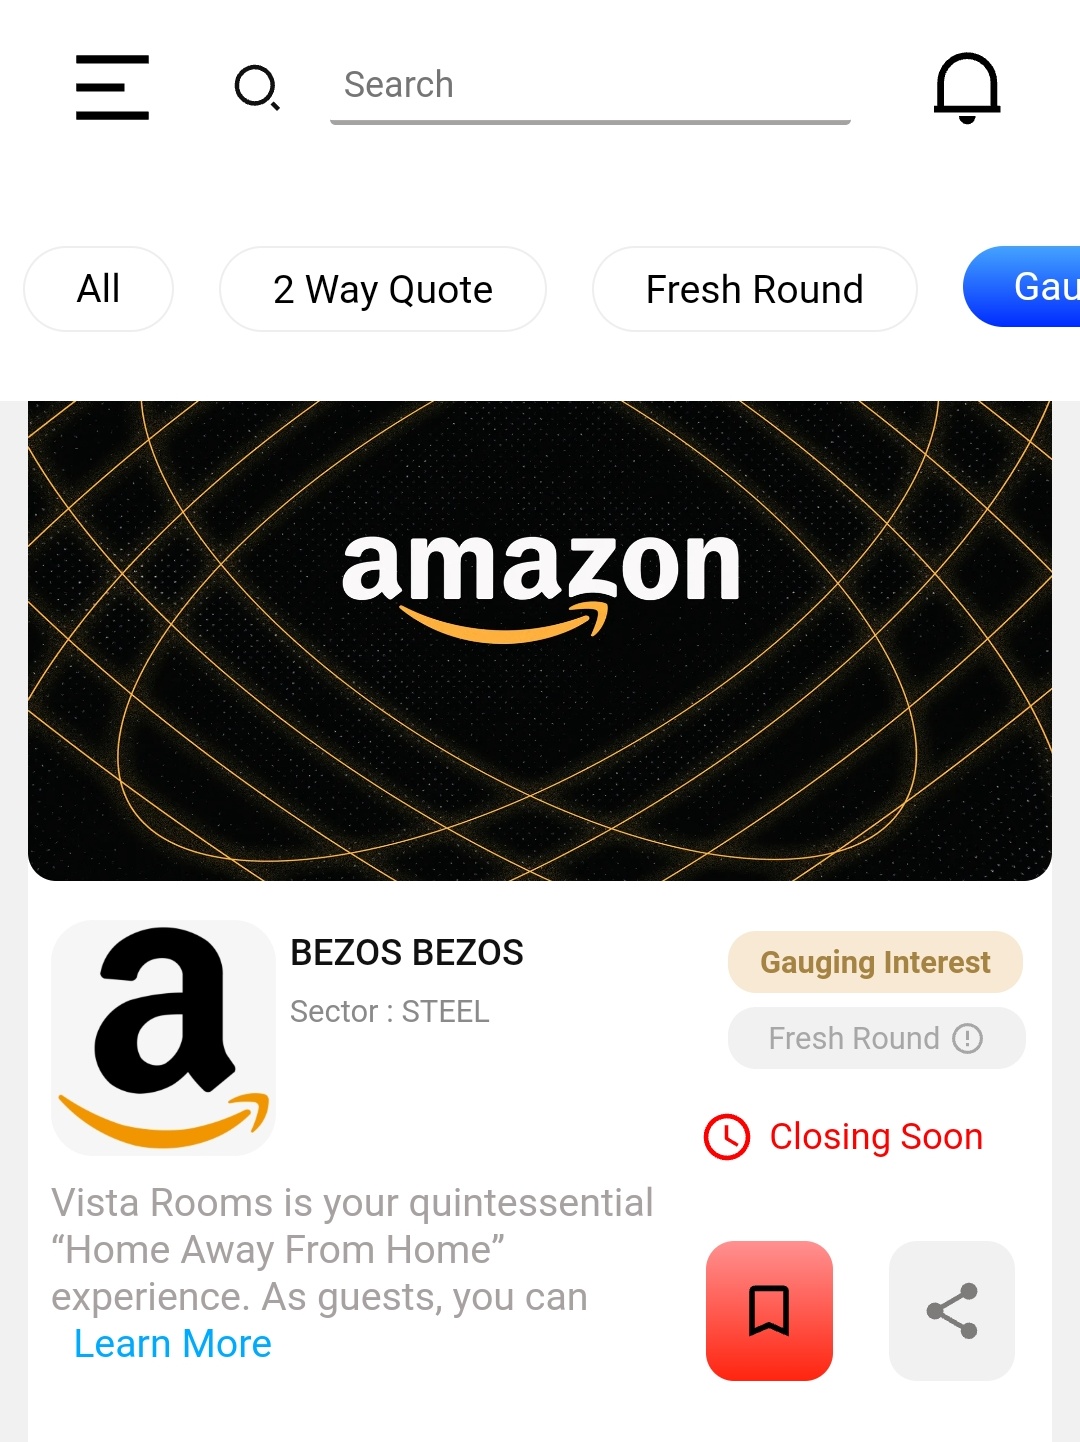 Search
All
2 Way Quote
Fresh Round
Gau
amazon
BEZOS BEZOS
Sector : STEEL
Gauging Interest
Fresh Round
Closing Soon
Vista Rooms is your quintessential
“Home Away From Home”
experience. As guests, you can
Learn More